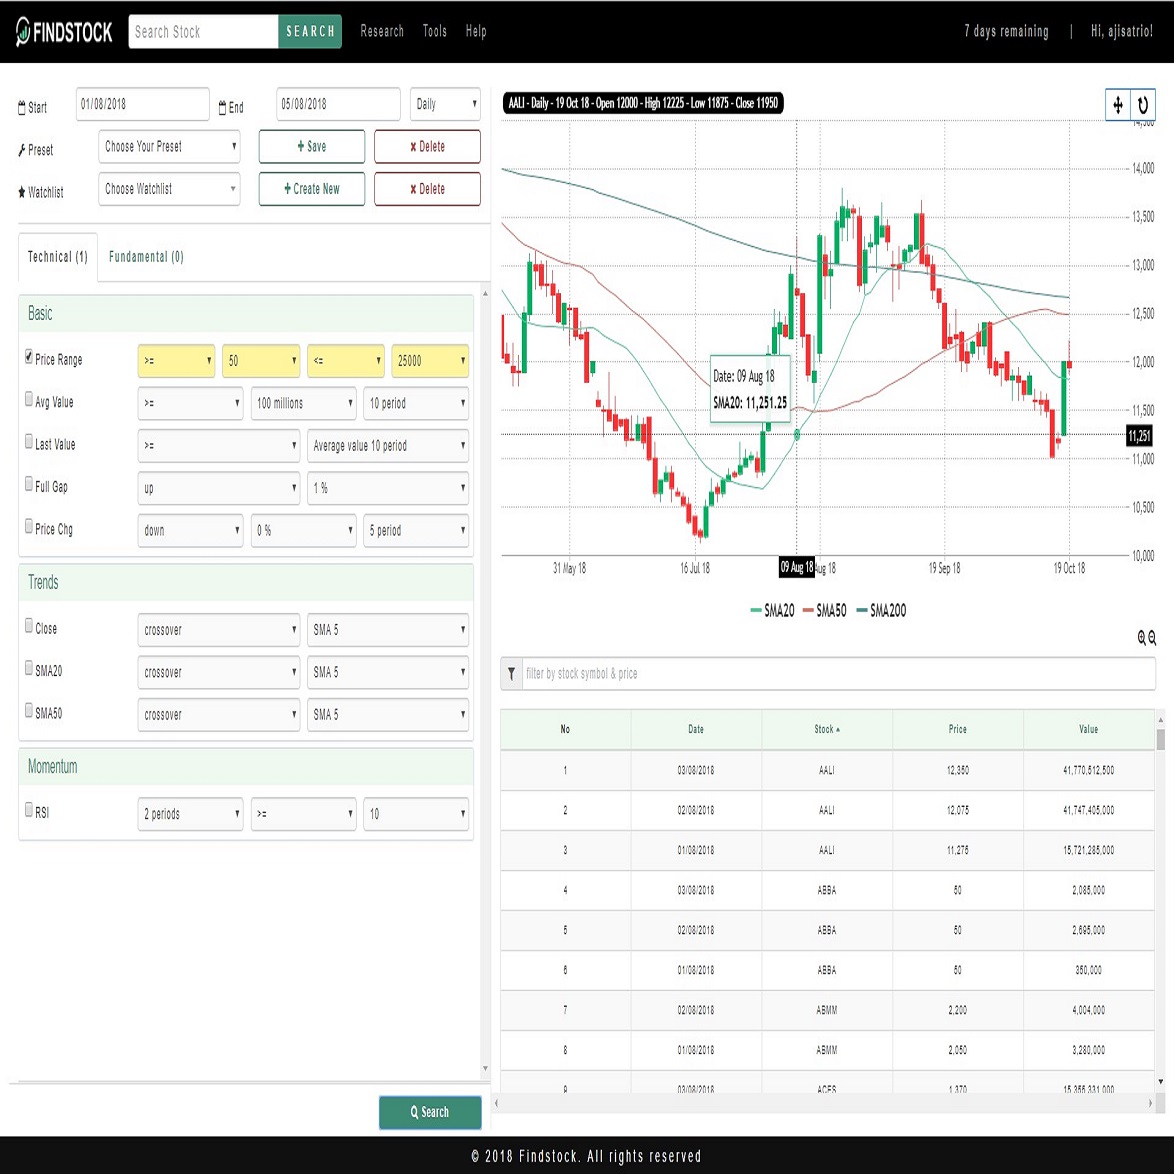 FINDSTOCK Search Stock SEARCH Research Tools Help 7 days remaining | Hi, ajisatrio!
Start 01/08/2018 End 05/08/2018 Daily
Preset Choose Your Preset + Save × Delete
Watchlist Choose Watchlist + Create New × Delete
Technical (1) Fundamental (0)
Basic
Price Range >= 50 <= 25000
Avg Value >= 100 millions 10 period
Last Value >= Average value 10 period
Full Gap up 1 %
Price Chg down 0 % 5 period
Trends
Close crossover SMA 5
SMA20 crossover SMA 5
SMA50 crossover SMA 5
Momentum
RSI 2 periods >= 10
Search
AALI - Daily - 19 Oct 18 - Open 12000 - High 12225 - Low 11875 - Close 11950
14,500
14,000
13,500
13,000
12,500
12,000
11,500
11,251
11,000
10,500
10,000
Date: 09 Aug 18
SMA20: 11,251.25
31 May 18 16 Jul 18 09 Aug 18 Aug 18 19 Sep 18 19 Oct 18
SMA20 SMA50 SMA200
filter by stock symbol & price
No Date Stock Price Value
1 03/08/2018 AALI 12,350 41,770,512,500
2 02/08/2018 AALI 12,075 41,747,405,000
3 01/08/2018 AALI 11,275 15,721,285,000
4 03/08/2018 ABBA 50 2,085,000
5 02/08/2018 ABBA 50 2,695,000
6 01/08/2018 ABBA 50 350,000
7 02/08/2018 ABMM 2,200 4,004,000
8 01/08/2018 ABMM 2,050 3,280,000
9 03/08/2018 ACES 1,370 15,355,331,000
© 2018 Findstock. All rights reserved